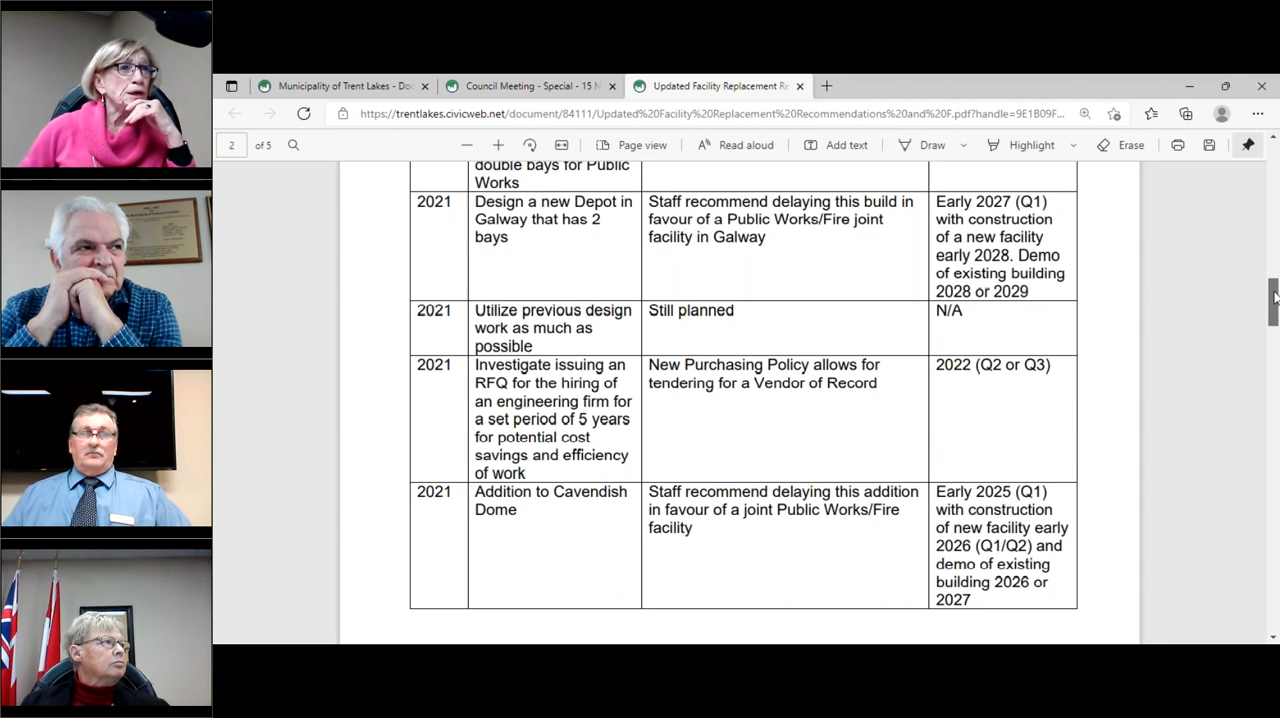 Municipality of Trent Lakes - Doc
Council Meeting - Special - 15 N
Updated Facility Replacement Re
https://trentlakes.civicweb.net/document/84111/Updated%20Facility%20Replacement%20Recommendations%20and%20F.pdf?handle=9E1B09F...
2 of 5
Page view
Read aloud
Add text
Draw
Highlight
Erase
double bays for Public
Works
2021
Design a new Depot in
Galway that has 2
bays
Staff recommend delaying this build in
favour of a Public Works/Fire joint
facility in Galway
Early 2027 (Q1)
with construction
of a new facility
early 2028. Demo
of existing building
2028 or 2029
2021
Utilize previous design
work as much as
possible
Still planned
N/A
2021
Investigate issuing an
RFQ for the hiring of
an engineering firm for
a set period of 5 years
for potential cost
savings and efficiency
of work
New Purchasing Policy allows for
tendering for a Vendor of Record
2022 (Q2 or Q3)
2021
Addition to Cavendish
Dome
Staff recommend delaying this addition
in favour of a joint Public Works/Fire
facility
Early 2025 (Q1)
with construction
of new facility early
2026 (Q1/Q2) and
demo of existing
building 2026 or
2027